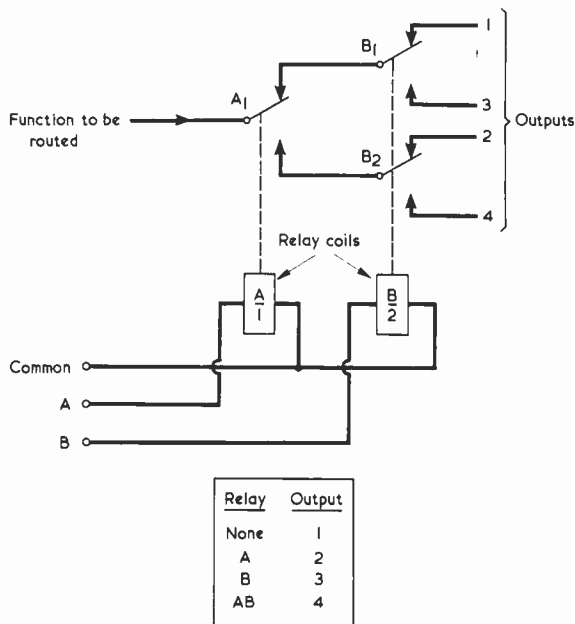 B1
1
A1
3
Function to be
routed
Outputs
2
B2
4
Relay coils
A
1
B
2
Common
A
B
Relay Output
None 1
A 2
B 3
AB 4